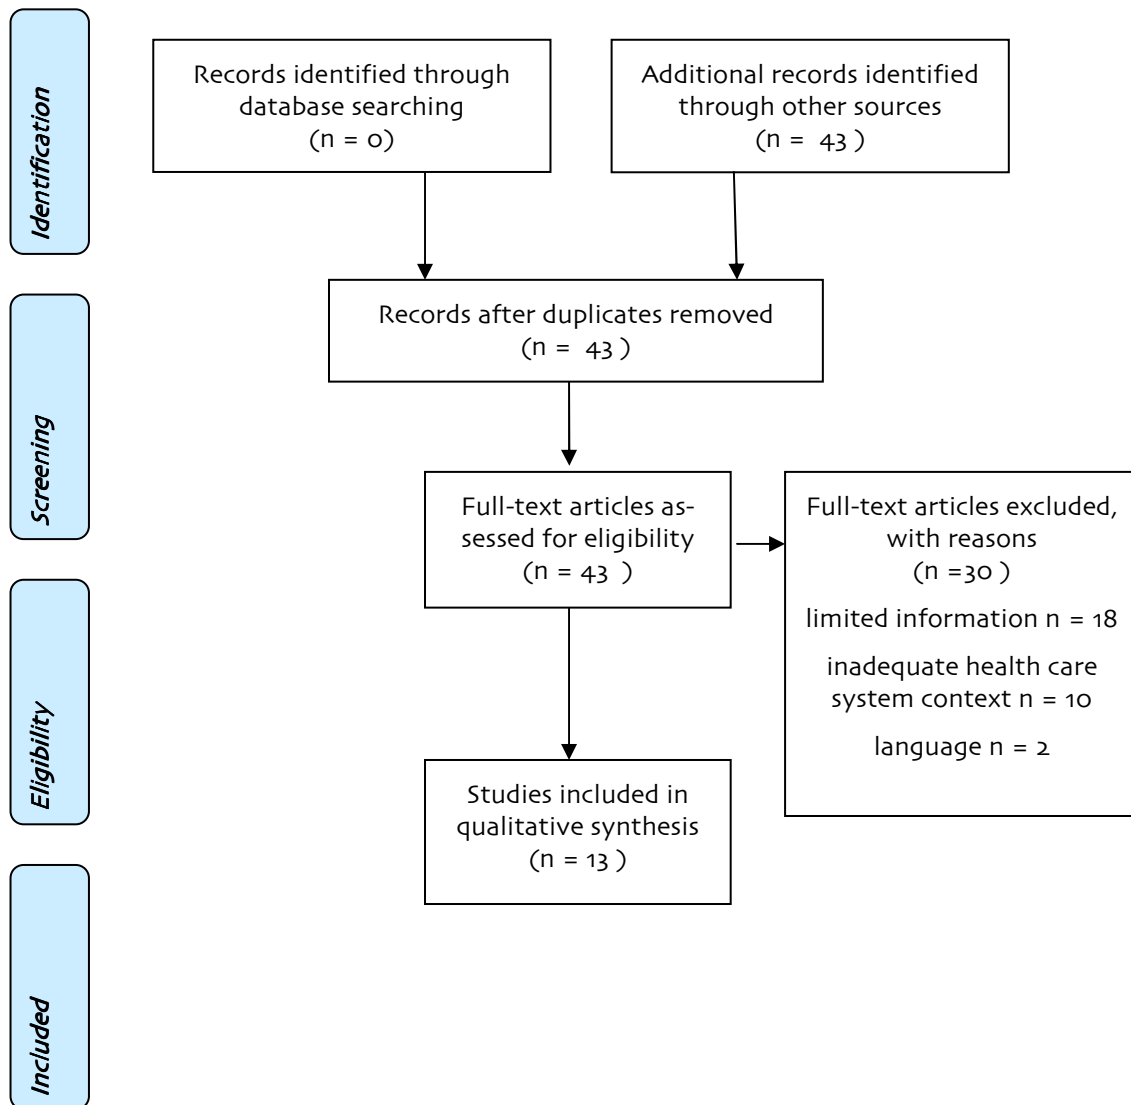 Identification
Records identified through
database searching
(n = 0)
Additional records identified
through other sources
(n = 43 )
Records after duplicates removed
(n = 43 )
Screening
Full-text articles as-
sessed for eligibility
(n = 43 )
Full-text articles excluded,
with reasons
(n =30 )
limited information n = 18
inadequate health care
system context n = 10
language n = 2
Eligibility
Studies included in
qualitative synthesis
(n = 13 )
Included